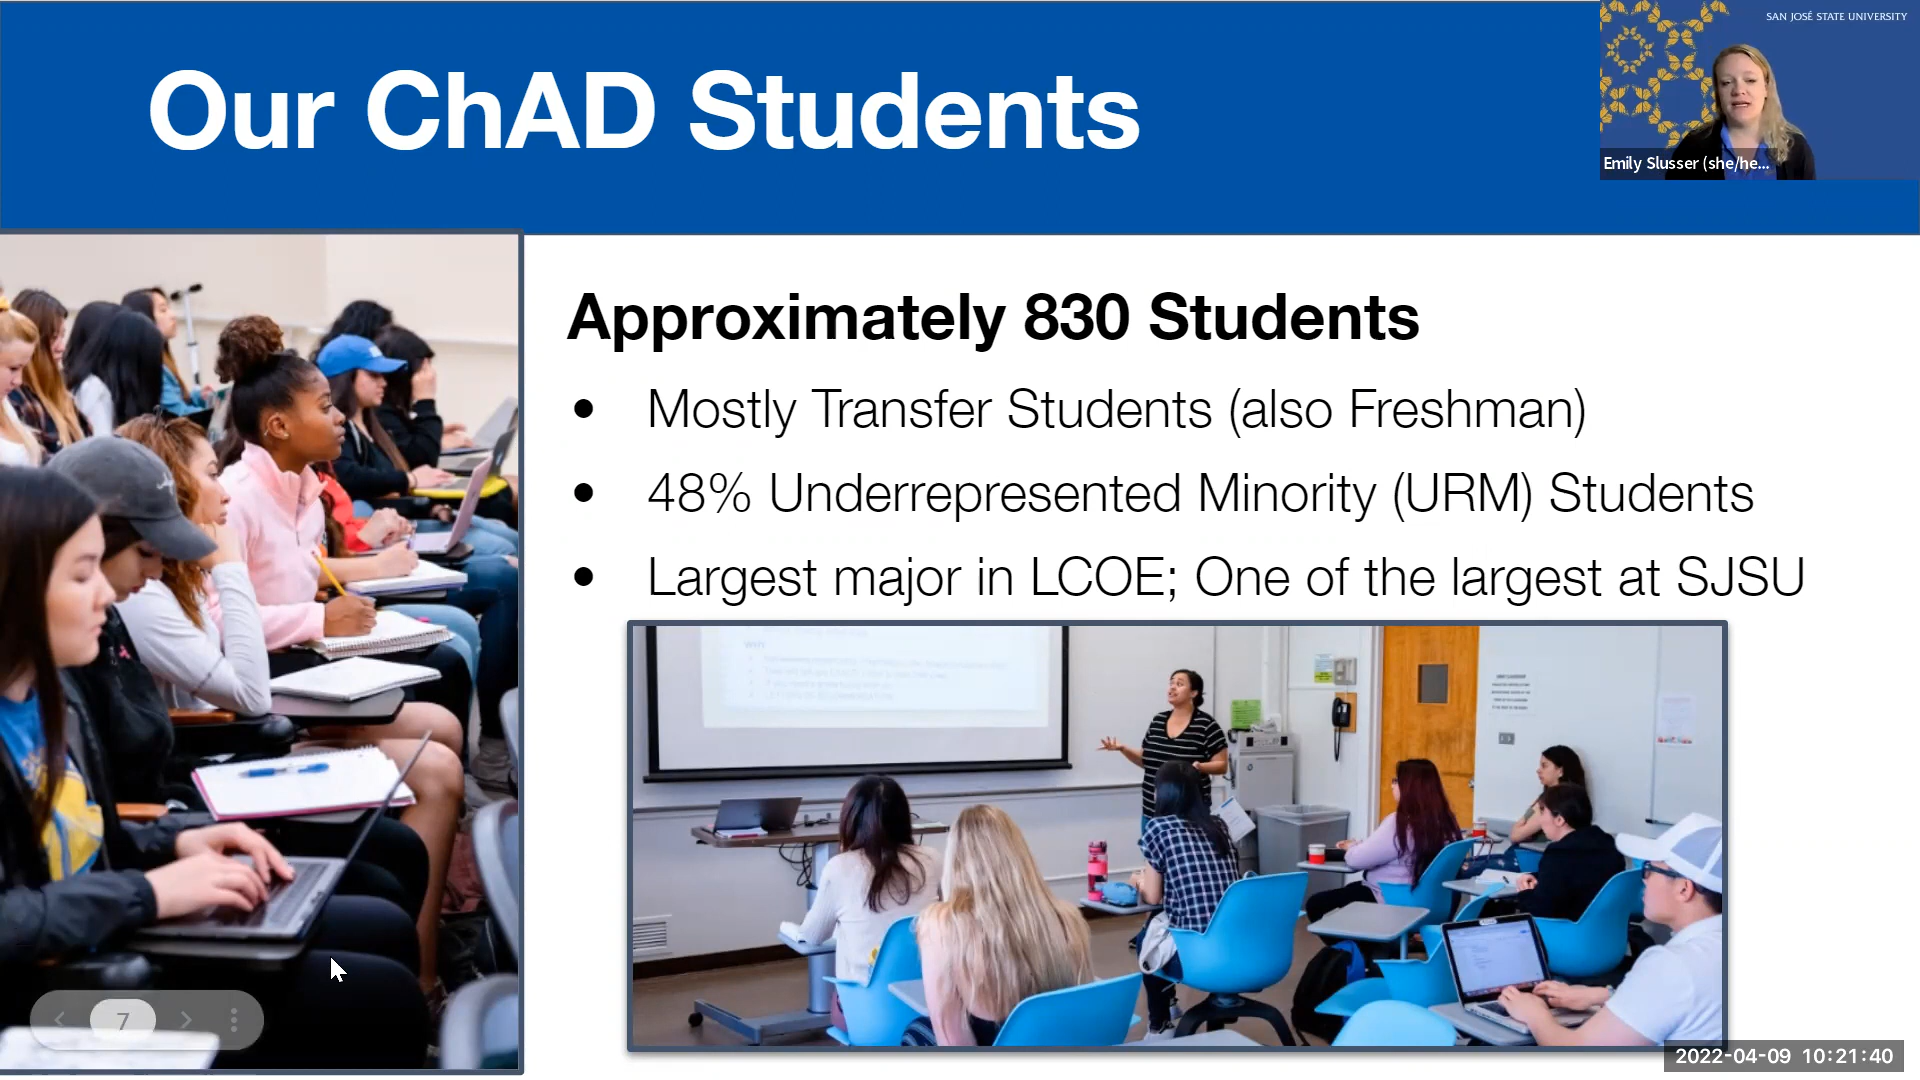 Our ChAD Students
SAN JOSÉ STATE UNIVERSITY
Emily Slusser (she/he...
Approximately 830 Students
• Mostly Transfer Students (also Freshman)
• 48% Underrepresented Minority (URM) Students
• Largest major in LCOE; One of the largest at SJSU
WHY
7
2022-04-09 10:21:40